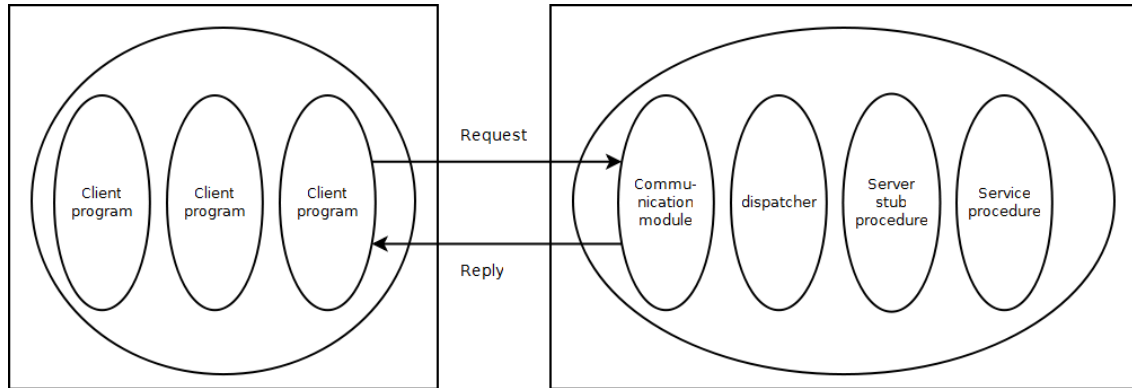 Client
program
Client
program
Client
program
Request
Reply
Commu-
nication
module
dispatcher
Server
stub
procedure
Service
procedure